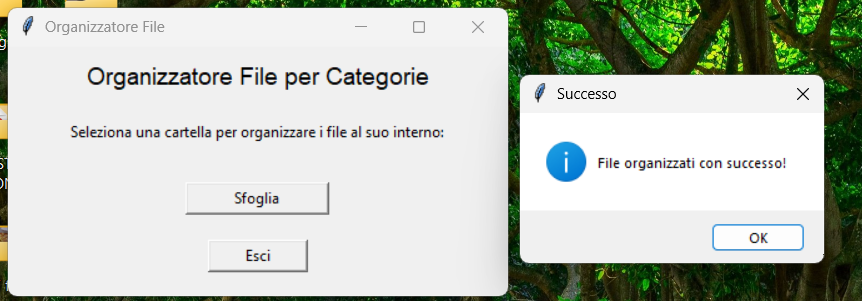 Organizzatore File
Organizzatore File per Categorie
Seleziona una cartella per organizzare i file al suo interno:
Sfoglia
Esci
Successo
File organizzati con successo!
OK